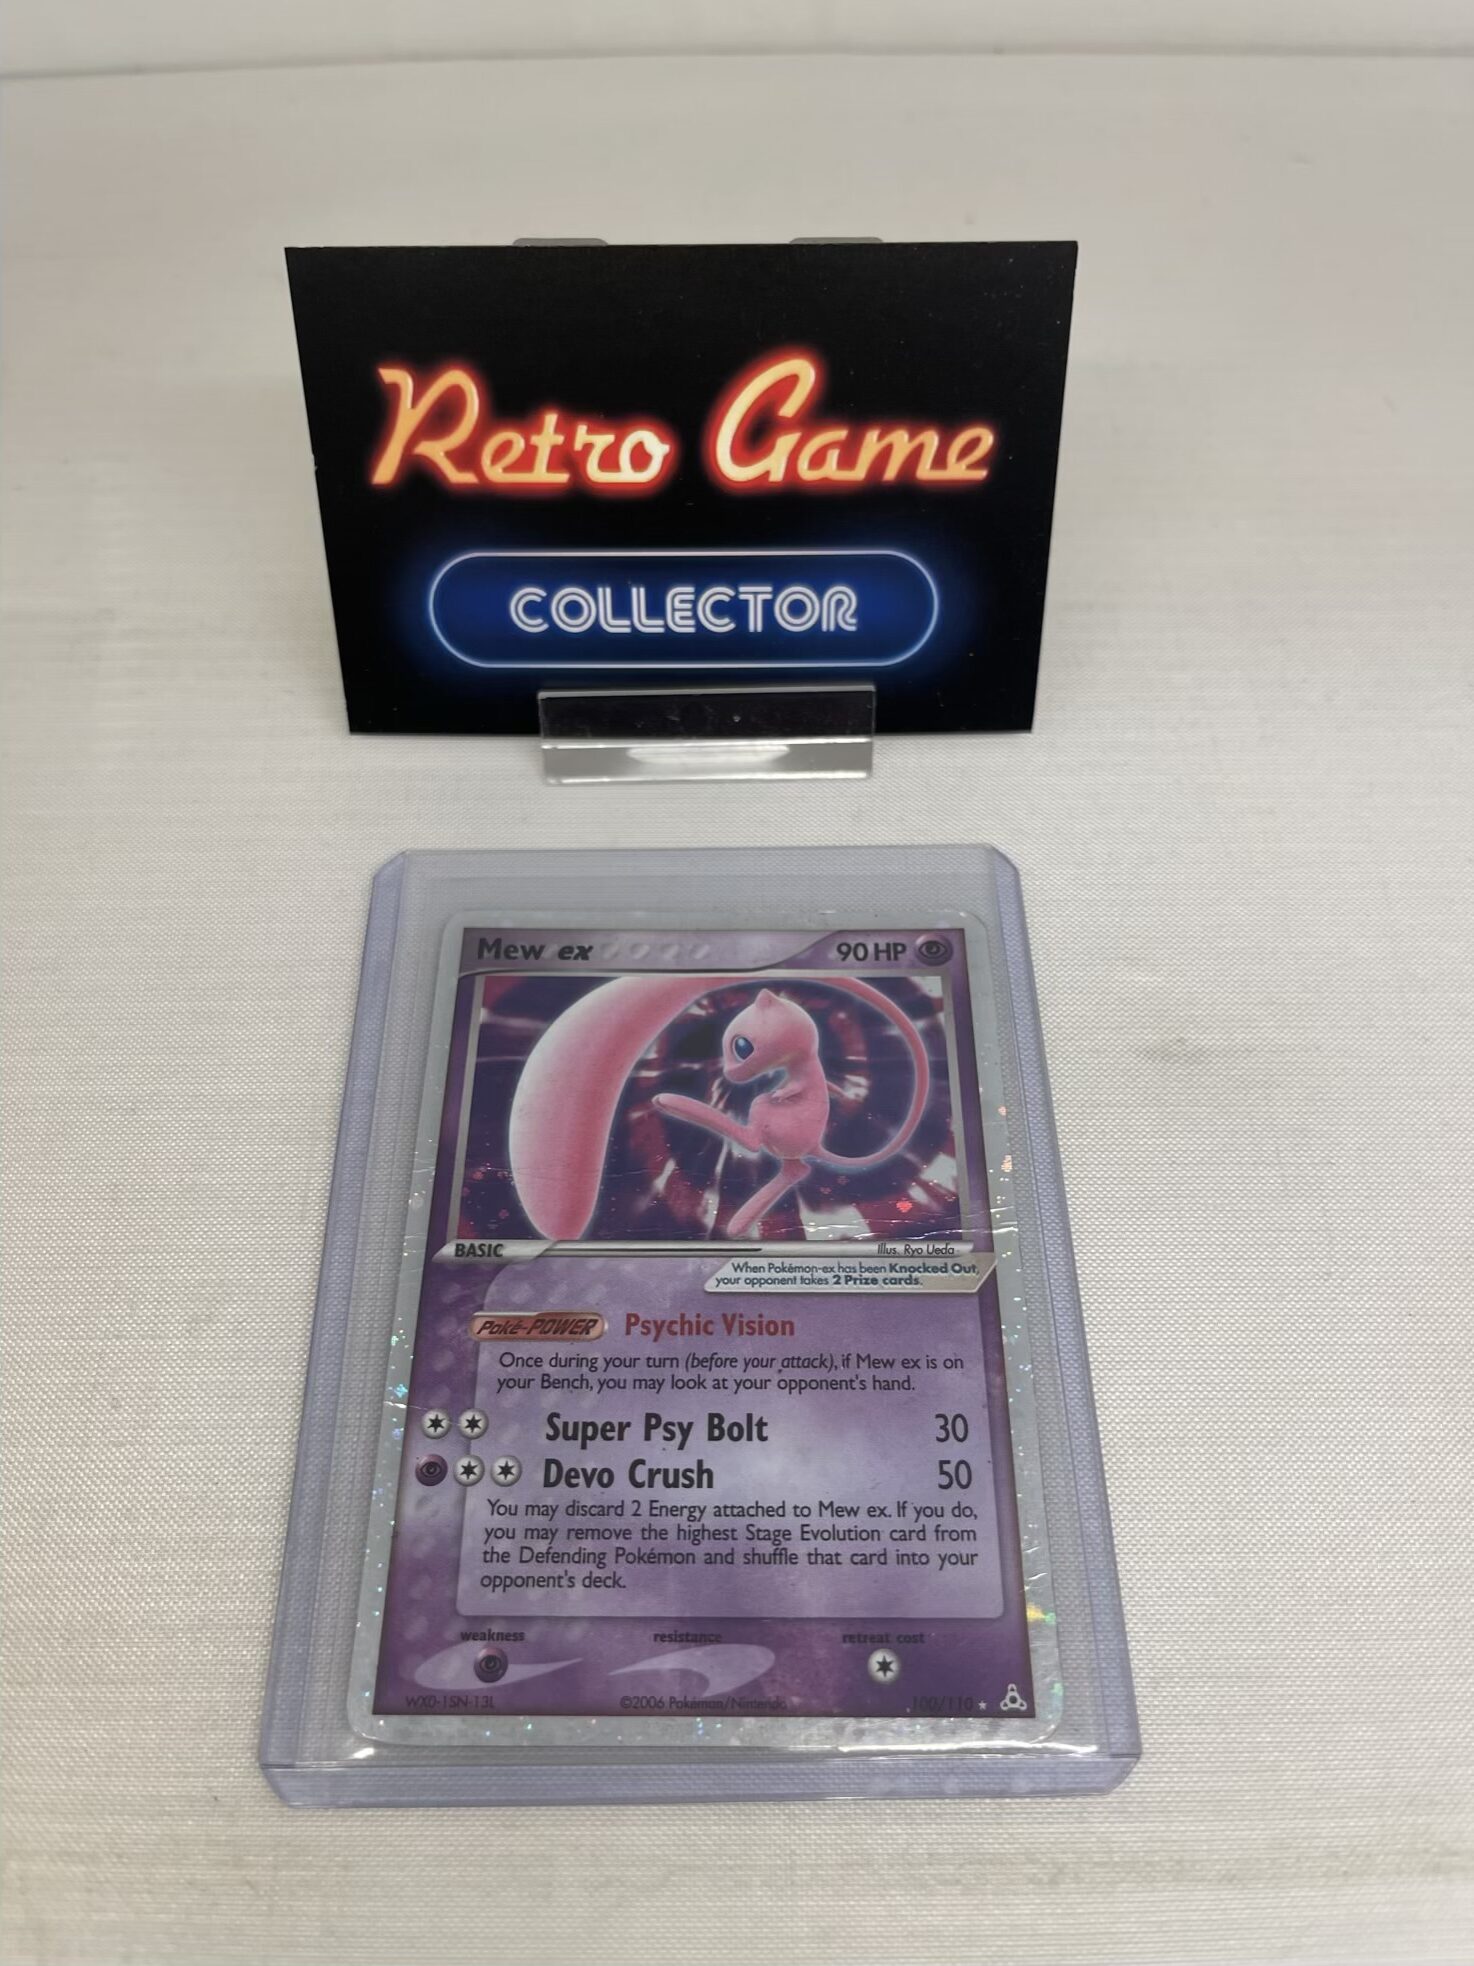 Retro Game
COLLECTOR
Mew ex 90 HP
BASIC
Illus. Ryo Ueda
When Pokémon-ex has been Knocked Out,
your opponent takes 2 Prize cards.
Poké-POWER Psychic Vision
Once during your turn (before your attack), if Mew ex is on
your Bench, you may look at your opponent's hand.
Super Psy Bolt 30
Devo Crush 50
You may discard 2 Energy attached to Mew ex. If you do,
you may remove the highest Stage Evolution card from
the Defending Pokémon and shuffle that card into your
opponent's deck.
weakness resistance retreat cost
WX0-1SN-13L ©2006 Pokémon/Nintendo 100/110